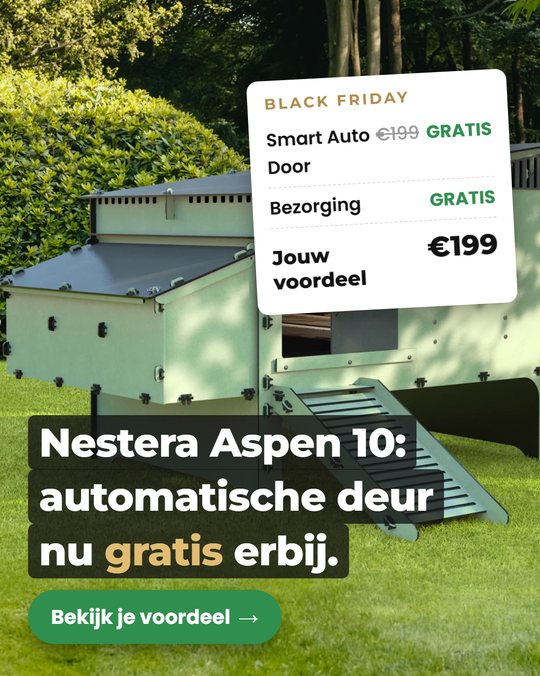 BLACK FRIDAY
Smart Auto Door €199 GRATIS
Bezorging GRATIS
Jouw voordeel €199
Nestera Aspen 10:
automatische deur
nu gratis erbij.
Bekijk je voordeel →